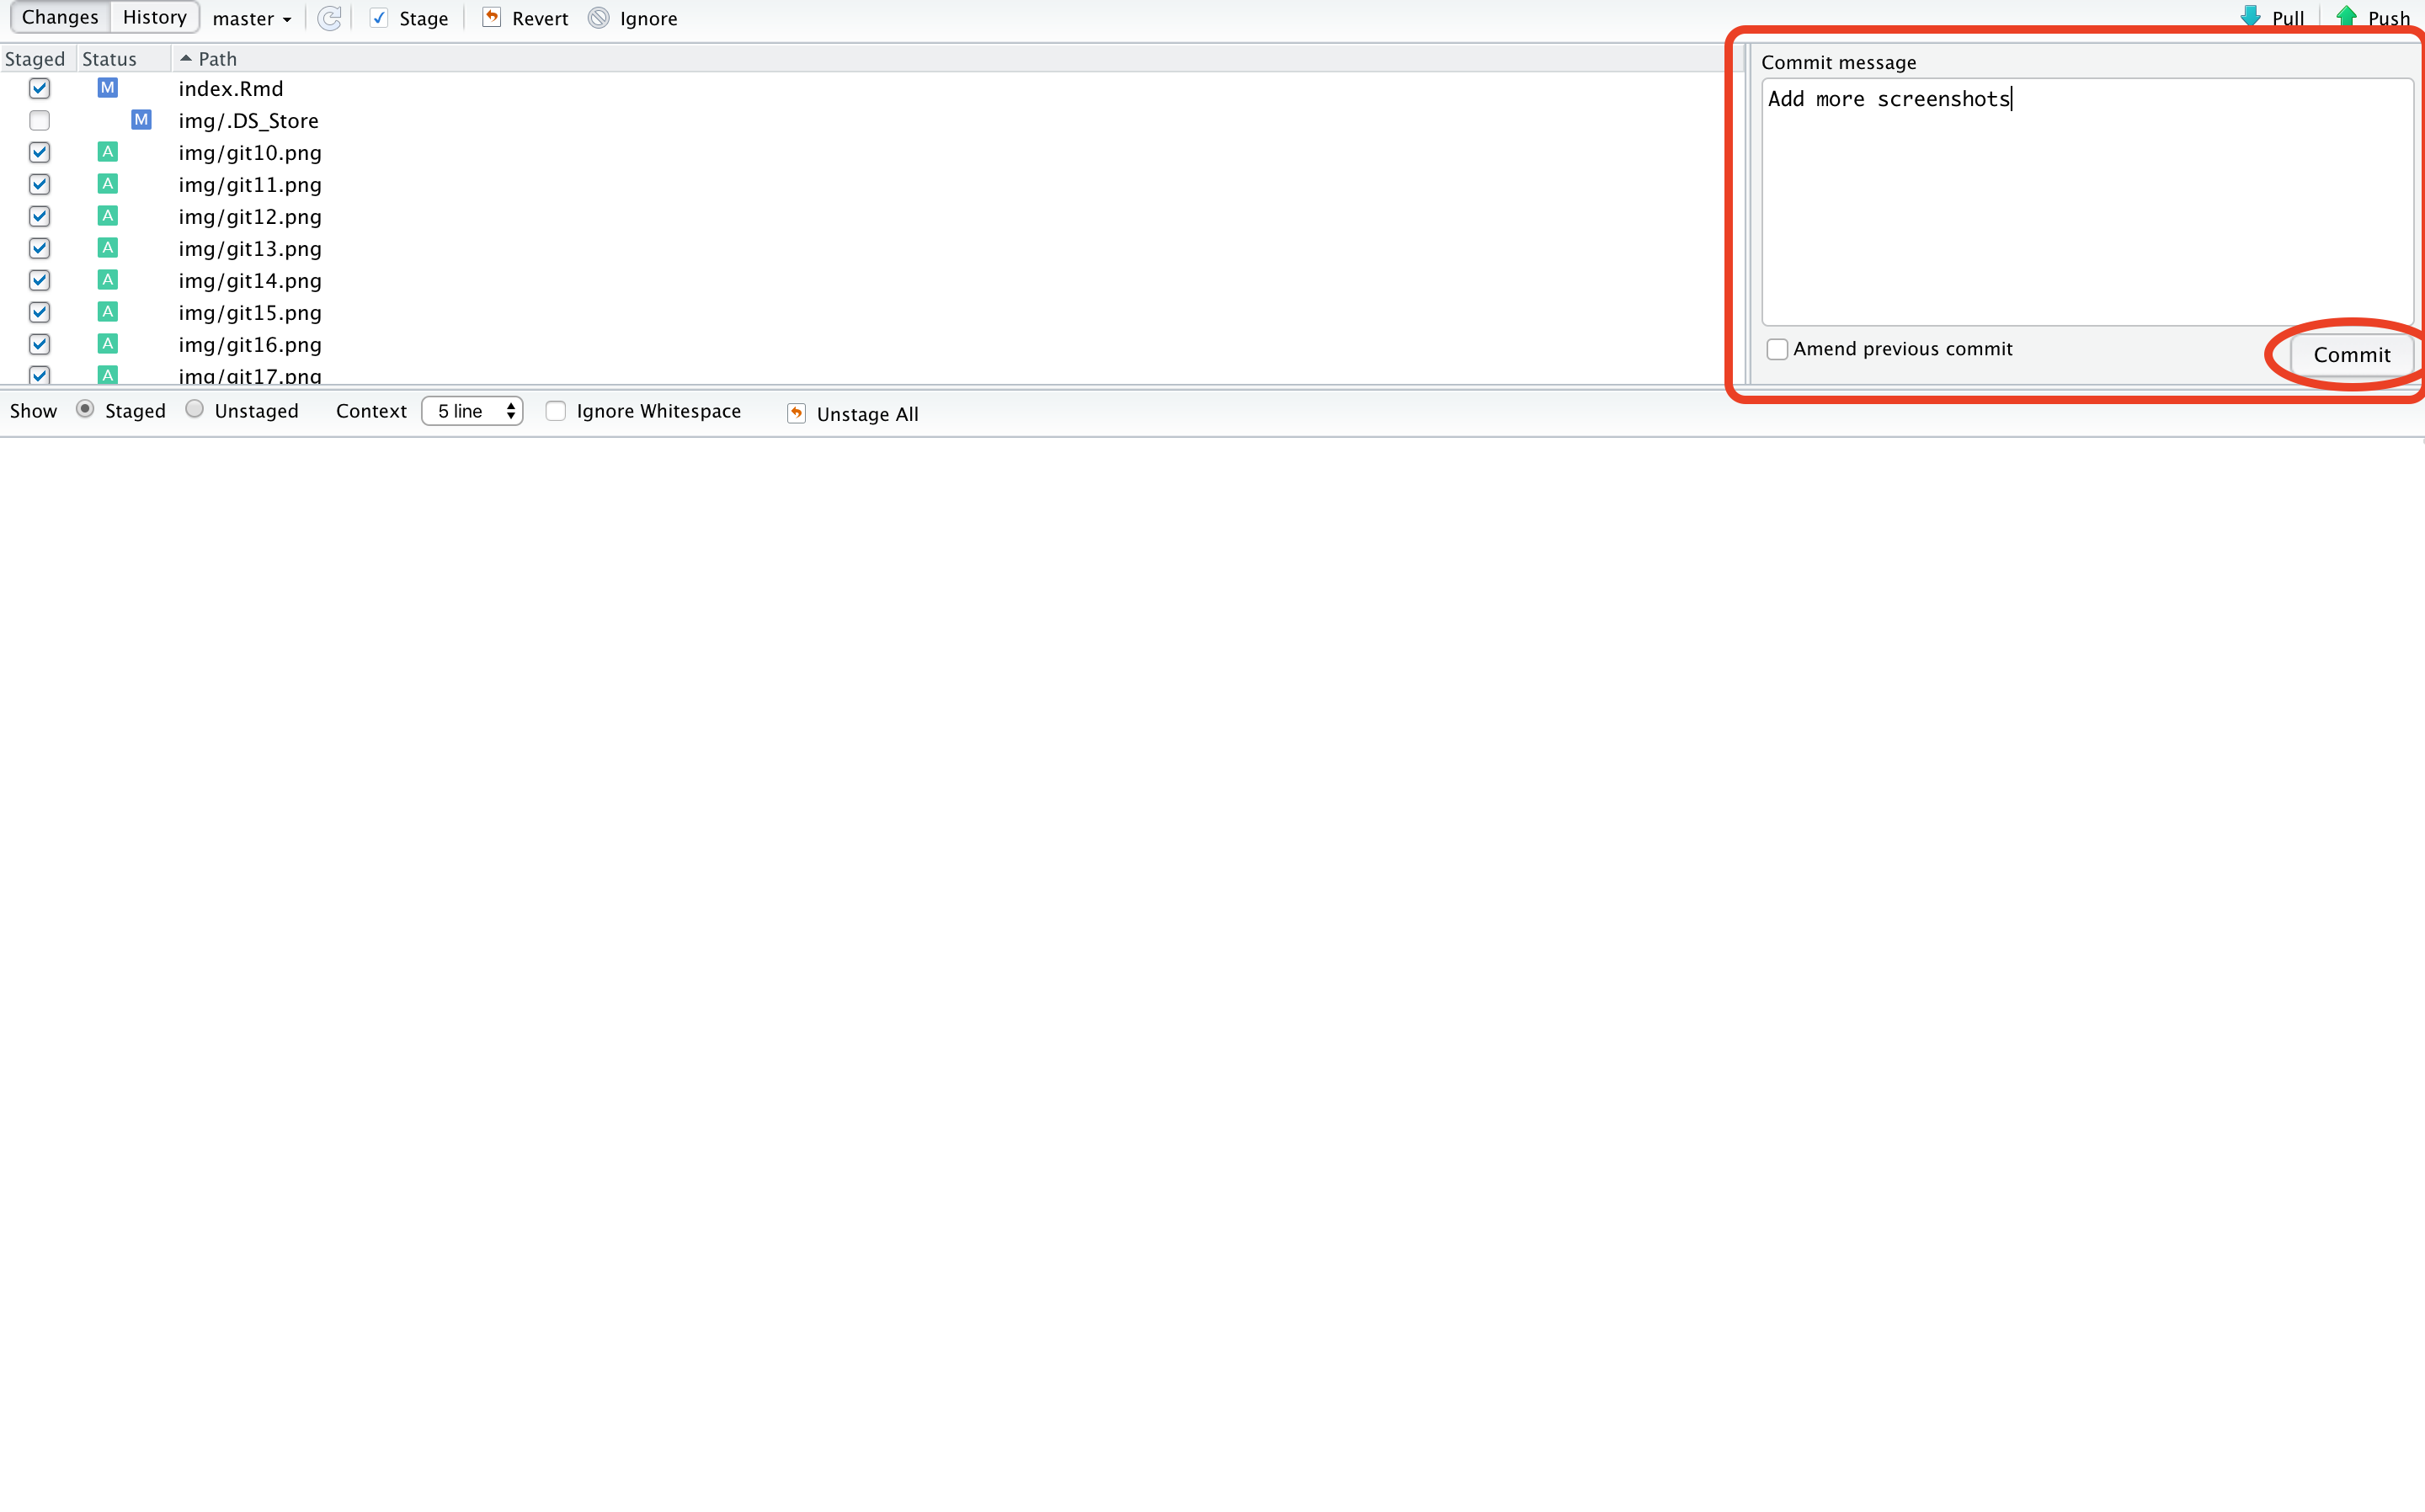 Changes History master Stage Revert Ignore Pull Push
Staged Status Path
M index.Rmd
M img/.DS_Store
A img/git10.png
A img/git11.png
A img/git12.png
A img/git13.png
A img/git14.png
A img/git15.png
A img/git16.png
A img/git17.png
Commit message
Add more screenshots
Amend previous commit
Commit
Show Staged Unstaged Context 5 line Ignore Whitespace Unstage All